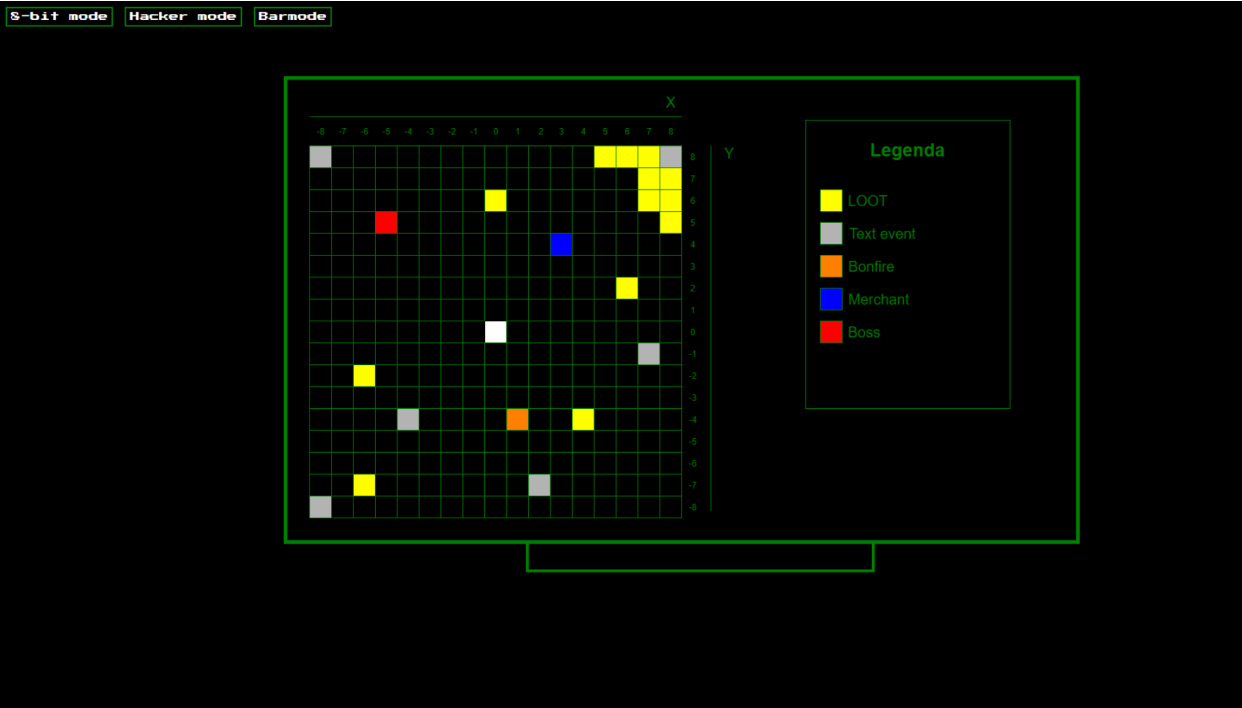 8-bit mode Hacker mode Barmode
X
-8 -7 -6 -5 -4 -3 -2 -1 0 1 2 3 4 5 6 7 8
Y
8
7
6
5
4
3
2
1
0
-1
-2
-3
-4
-5
-6
-7
-8
Legenda
LOOT
Text event
Bonfire
Merchant
Boss